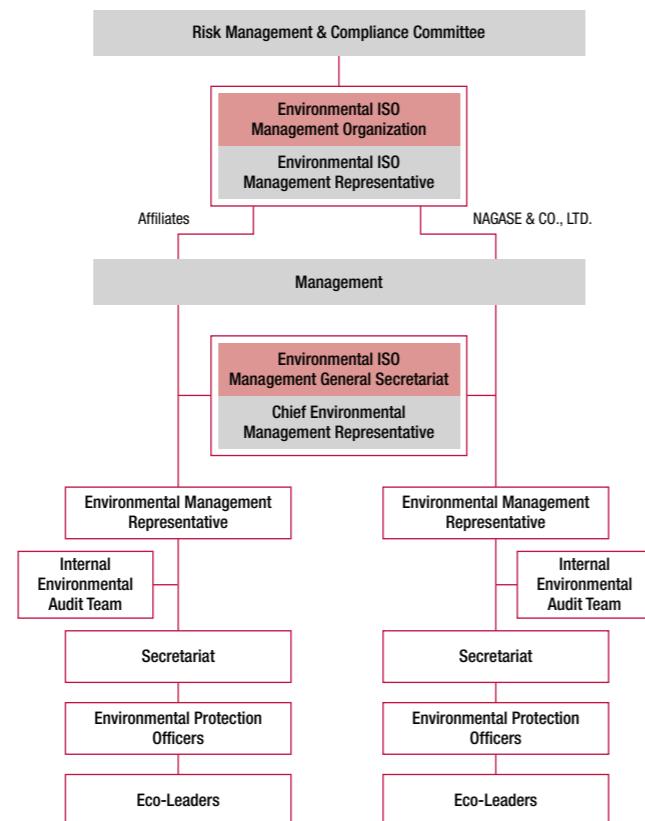 Risk Management & Compliance Committee
Environmental ISO
Management Organization
Environmental ISO
Management Representative
Affiliates
NAGASE & CO., LTD.
Management
Environmental ISO
Management General Secretariat
Chief Environmental
Management Representative
Environmental Management
Representative
Environmental Management
Representative
Internal
Environmental
Audit Team
Internal
Environmental
Audit Team
Secretariat
Secretariat
Environmental Protection
Officers
Environmental Protection
Officers
Eco-Leaders
Eco-Leaders